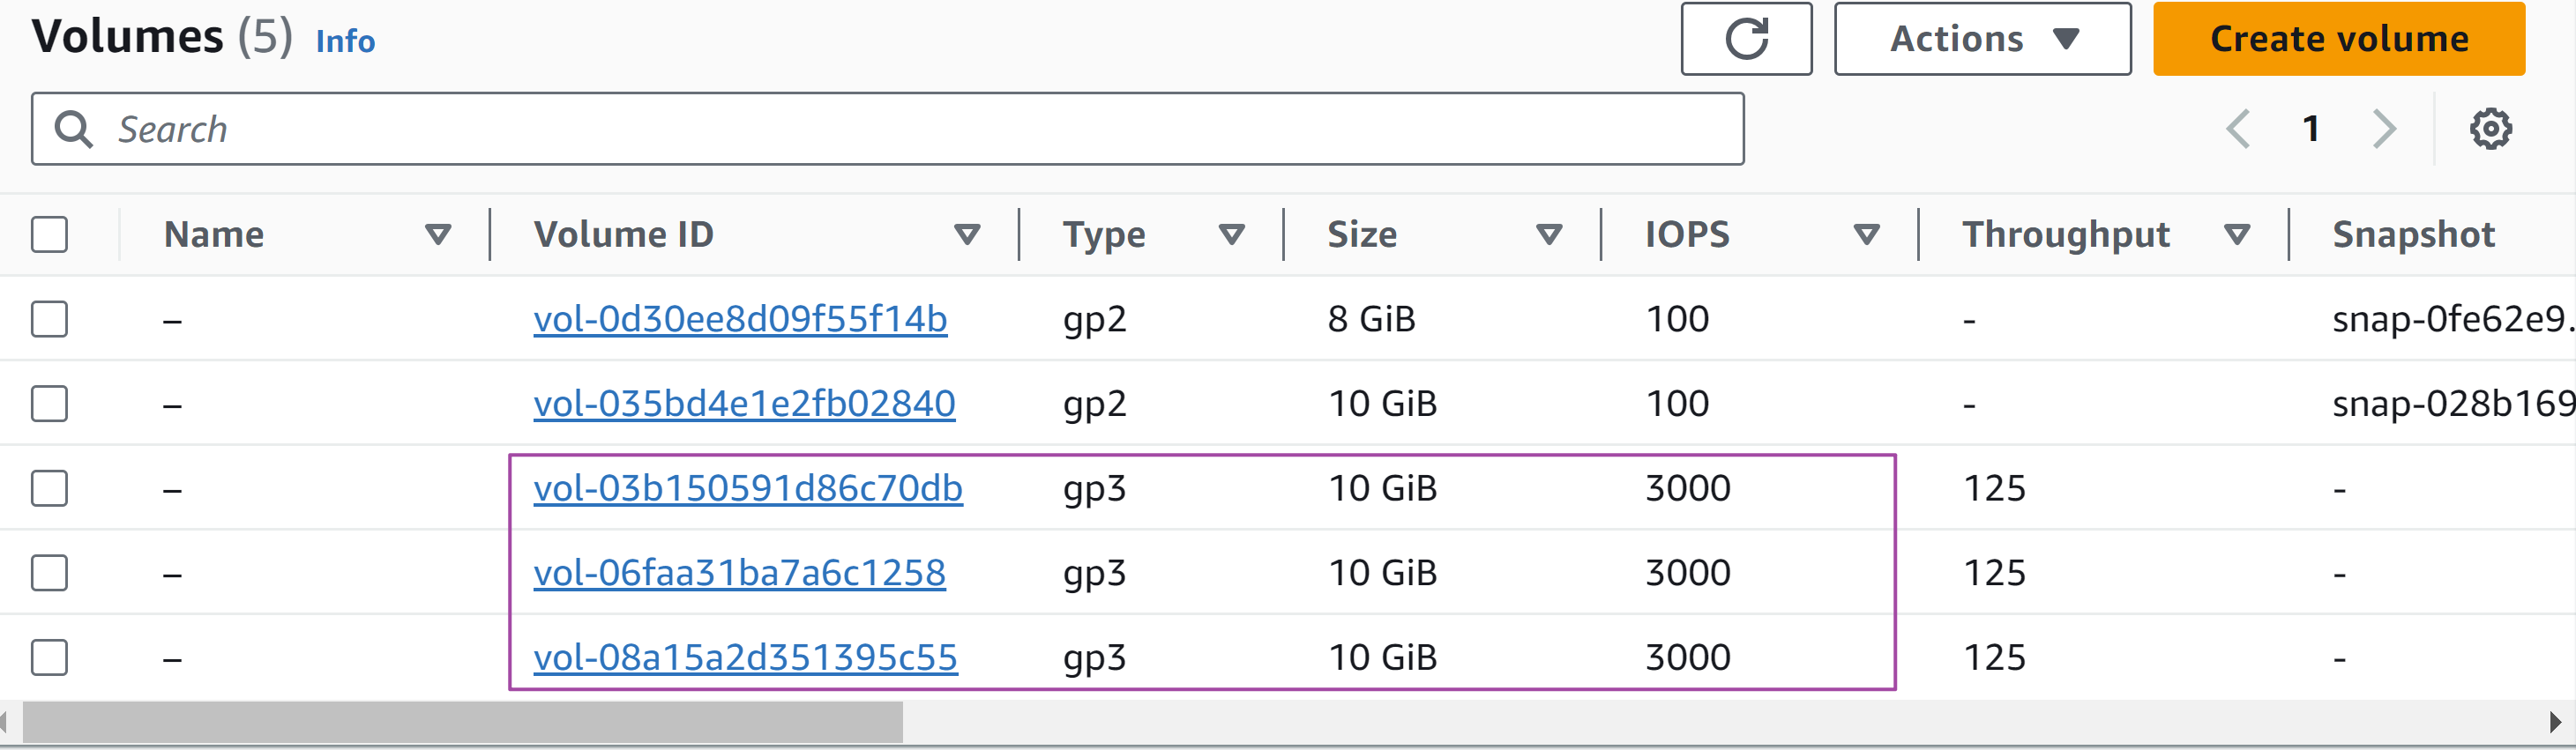 Volumes (5) Info Actions Create volume
Search 1
Name Volume ID Type Size IOPS Throughput Snapshot
– vol-0d30ee8d09f55f14b gp2 8 GiB 100 - snap-0fe62e9.
– vol-035bd4e1e2fb02840 gp2 10 GiB 100 - snap-028b169
– vol-03b150591d86c70db gp3 10 GiB 3000 125 -
– vol-06faa31ba7a6c1258 gp3 10 GiB 3000 125 -
– vol-08a15a2d351395c55 gp3 10 GiB 3000 125 -